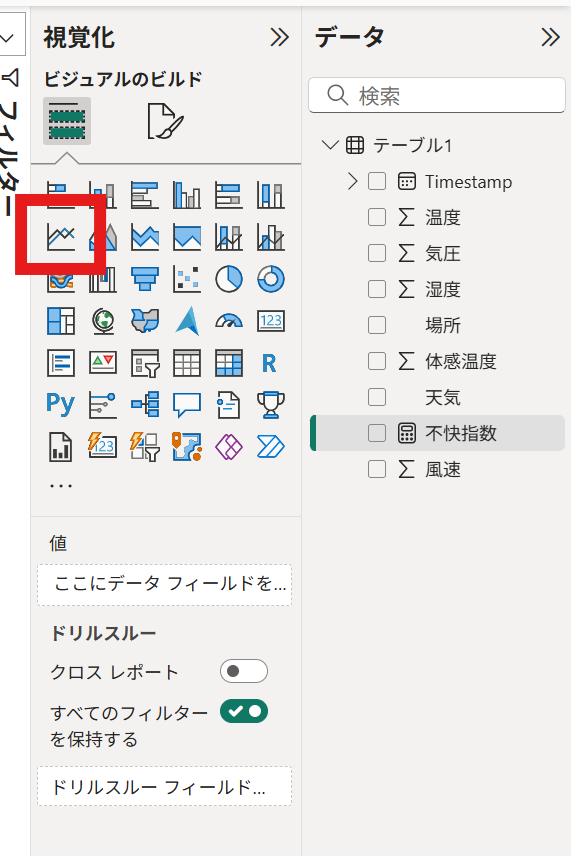 フィルター
視覚化
ビジュアルのビルド
123
R
Py
123
...
値
ここにデータ フィールドを...
ドリルスルー
クロス レポート
すべてのフィルター
を保持する
ドリルスルー フィールド...
データ
検索
テーブル1
Timestamp
∑ 温度
∑ 気圧
∑ 湿度
場所
∑ 体感温度
天気
不快指数
∑ 風速